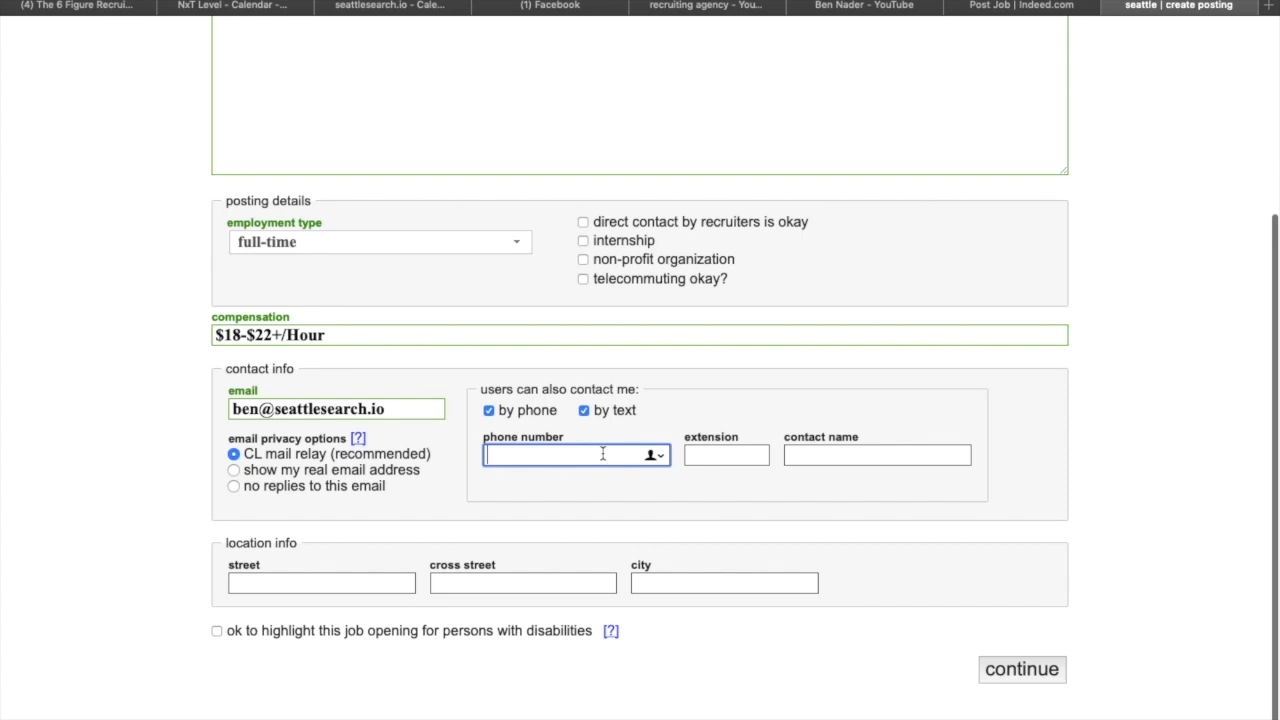 (4) The 6 Figure Recrui...
NxT Level - Calendar -...
seattlesearch.io - Cale...
(1) Facebook
recruiting agency - You...
Ben Nader - YouTube
Post Job | Indeed.com
seattle | create posting
posting details
employment type
full-time
direct contact by recruiters is okay
internship
non-profit organization
telecommuting okay?
compensation
$18-$22+/Hour
contact info
email
ben@seattlesearch.io
email privacy options [?]
CL mail relay (recommended)
show my real email address
no replies to this email
users can also contact me:
by phone by text
phone number extension contact name
location info
street cross street city
ok to highlight this job opening for persons with disabilities [?]
continue